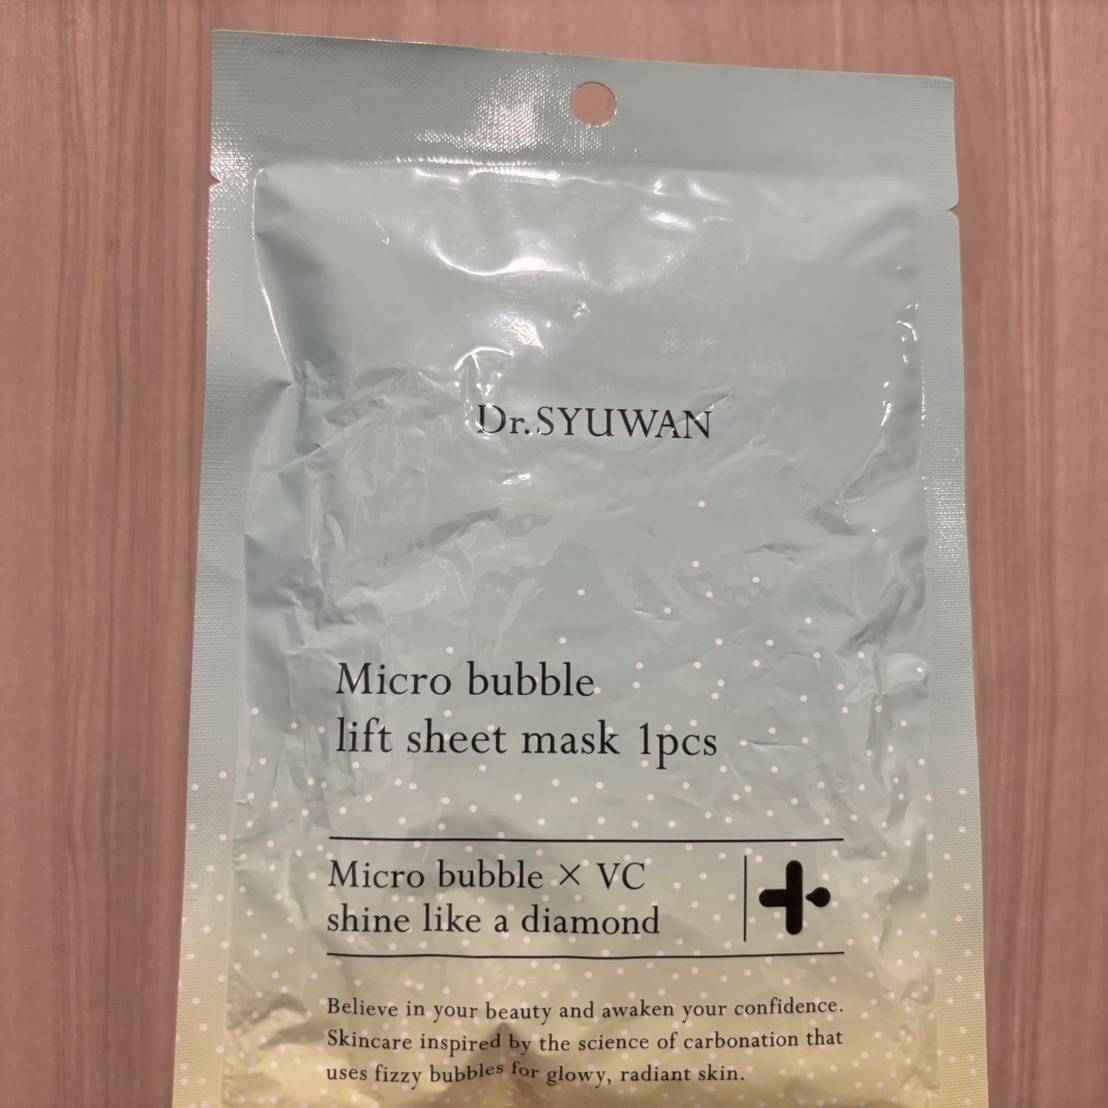 Dr.SYUWAN
Micro bubble
lift sheet mask 1pcs
Micro bubble × VC
shine like a diamond
Believe in your beauty and awaken your confidence.
Skincare inspired by the science of carbonation that
uses fizzy bubbles for glowy, radiant skin.